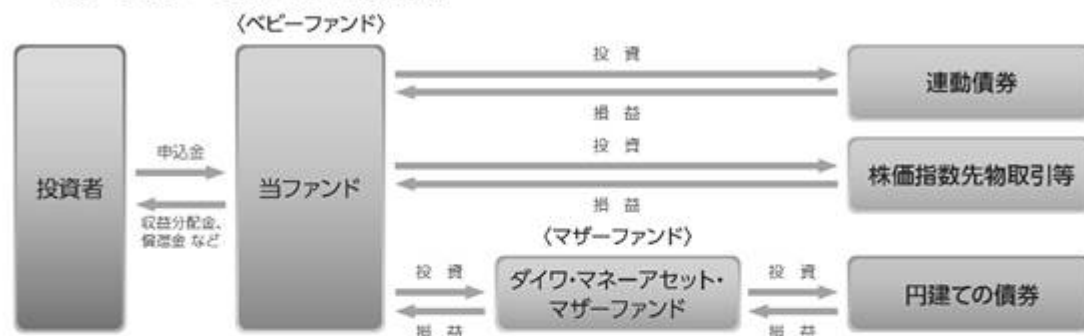 〈ベビーファンド〉
投資者
申込金
収益分配金、
償還金 など
当ファンド
投 資
損 益
連動債券
投 資
損 益
株価指数先物取引等
〈マザーファンド〉
投 資
損 益
ダイワ・マネーアセット・
マザーファンド
投 資
損 益
円建ての債券